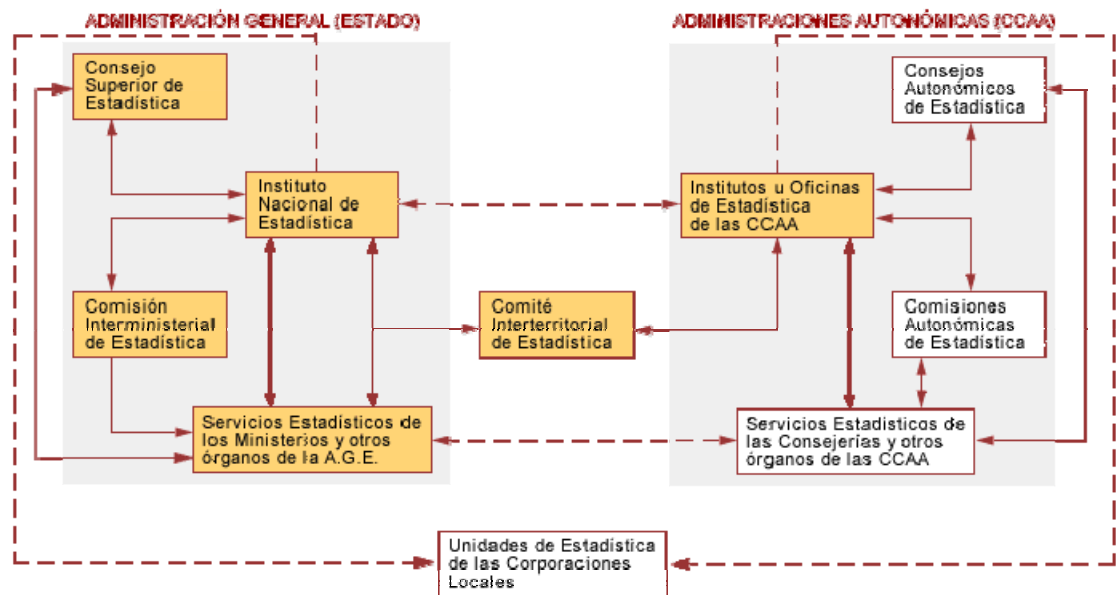 ADMINISTRACIÓN GENERAL (ESTADO)
ADMINISTRACIONES AUTONÓMICAS (CCAA)
Consejo
Superior de
Estadística
Consejos
Autonómicos
de Estadística
Instituto
Nacional de
Estadística
Institutos u Oficinas
de Estadística
de las CCAA
Comisión
Interministerial
de Estadística
Comité
Interterritorial
de Estadística
Comisiones
Autonómicas
de Estadística
Servicios Estadísticos de
los Ministerios y otros
órganos de la A.G.E.
Servicios Estadísticos de
las Consejerías y otros
órganos de las CCAA
Unidades de Estadística
de las Corporaciones
Locales